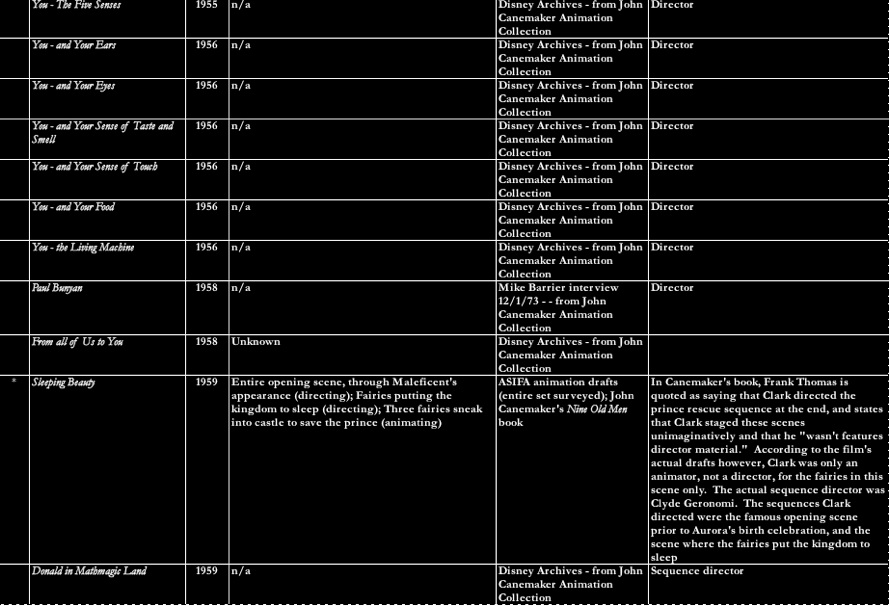 You - The Five Senses 1955 n/a Disney Archives - from John Director
Canemaker Animation
Collection
You - and Your Ears 1956 n/a Disney Archives - from John Director
Canemaker Animation
Collection
You - and Your Eyes 1956 n/a Disney Archives - from John Director
Canemaker Animation
Collection
You - and Your Sense of Taste and 1956 n/a Disney Archives - from John Director
Smell Canemaker Animation
Collection
You - and Your Sense of Touch 1956 n/a Disney Archives - from John Director
Canemaker Animation
Collection
You - and Your Food 1956 n/a Disney Archives - from John Director
Canemaker Animation
Collection
You - the Living Machine 1956 n/a Disney Archives - from John Director
Canemaker Animation
Collection
Paul Bunyan 1958 n/a Mike Barrier interview Director
12/1/73 - - from John
Canemaker Animation
Collection
From all of Us to You 1958 Unknown Disney Archives - from John
Canemaker Animation
Collection
* Sleeping Beauty 1959 Entire opening scene, through Maleficent's ASIFA animation drafts In Canemaker's book, Frank Thomas is
appearance (directing); Fairies putting the (entire set surveyed); John quoted as saying that Clark directed the
kingdom to sleep (directing); Three fairies sneak Canemaker's Nine Old Men prince rescue sequence at the end, and states
into castle to save the prince (animating) book that Clark staged these scenes
unimaginatively and that he "wasn't features
director material." According to the film's
actual drafts however, Clark was only an
animator, not a director, for the fairies in this
scene only. The actual sequence director was
Clyde Geronomi. The sequences Clark
directed were the famous opening scene
prior to Aurora's birth celebration, and the
scene where the fairies put the kingdom to
sleep
Donald in Mathmagic Land 1959 n/a Disney Archives - from John Sequence director
Canemaker Animation
Collection